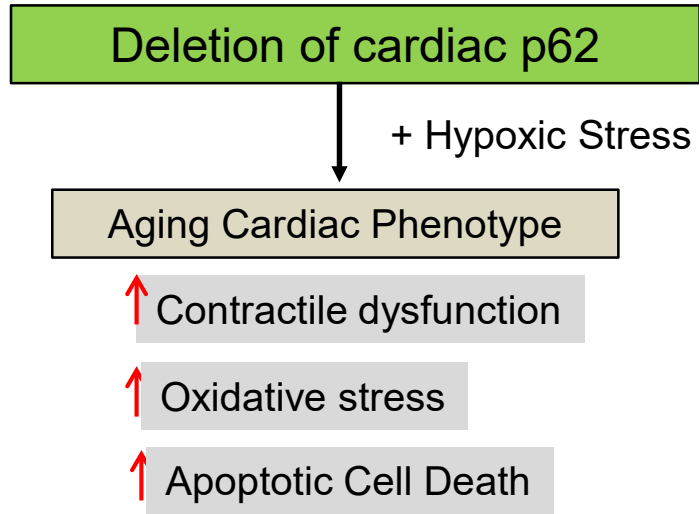 Deletion of cardiac p62
+ Hypoxic Stress
Aging Cardiac Phenotype
Contractile dysfunction
Oxidative stress
Apoptotic Cell Death